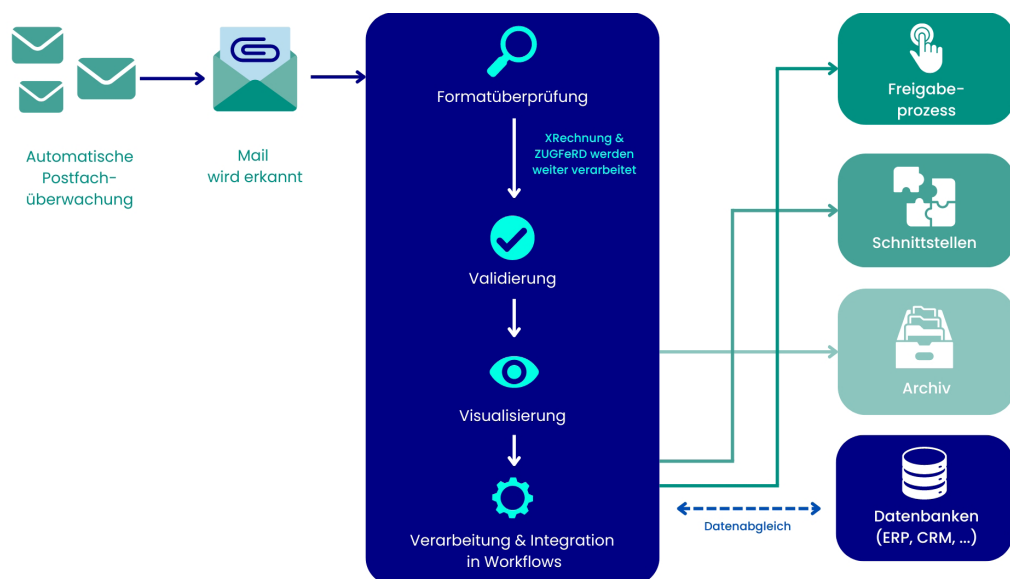 Automatische
Postfach-
überwachung
Mail
wird erkannt
Formatüberprüfung
XRechnung &
ZUGFeRD werden
weiter verarbeitet
Validierung
Visualisierung
Verarbeitung & Integration
in Workflows
Freigabe-
prozess
Schnittstellen
Archiv
Datenabgleich
Datenbanken
(ERP, CRM, ...)